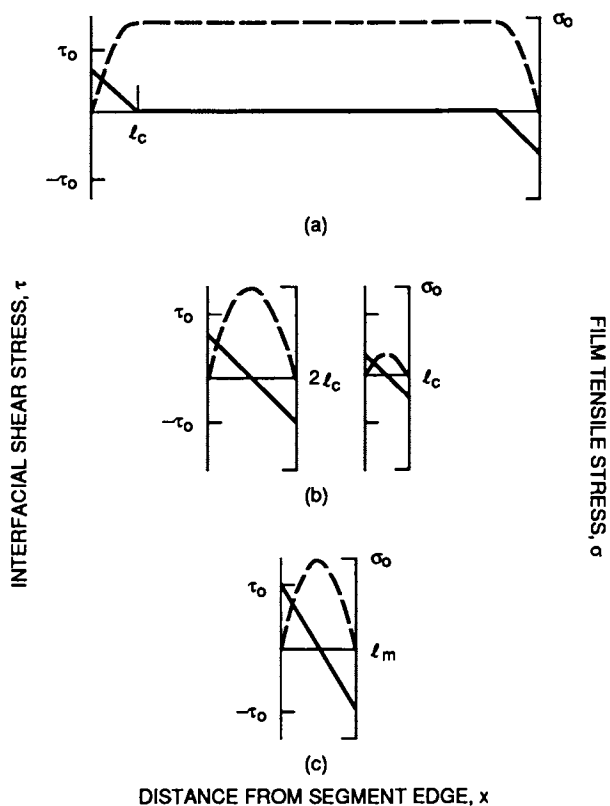 τo
σo
ℓc
−τo
(a)
τo
σo
2ℓc
ℓc
−τo
(b)
τo
σo
ℓm
−τo
(c)
INTERFACIAL SHEAR STRESS, τ
FILM TENSILE STRESS, σ
DISTANCE FROM SEGMENT EDGE, x